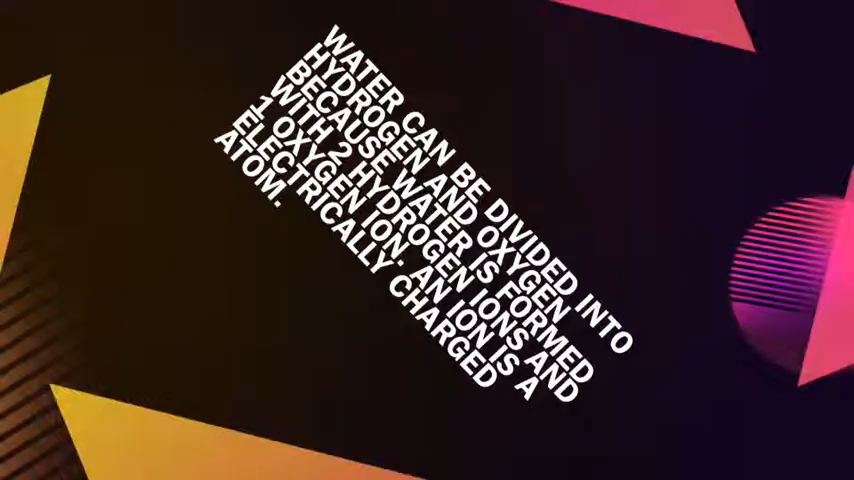 WATER CAN BE DIVIDED INTO
HYDROGEN AND OXYGEN
BECAUSE WATER IS FORMED
WITH 2 HYDROGEN IONS AND
1 OXYGEN ION. AN ION IS A
ELECTRICALLY CHARGED
ATOM.